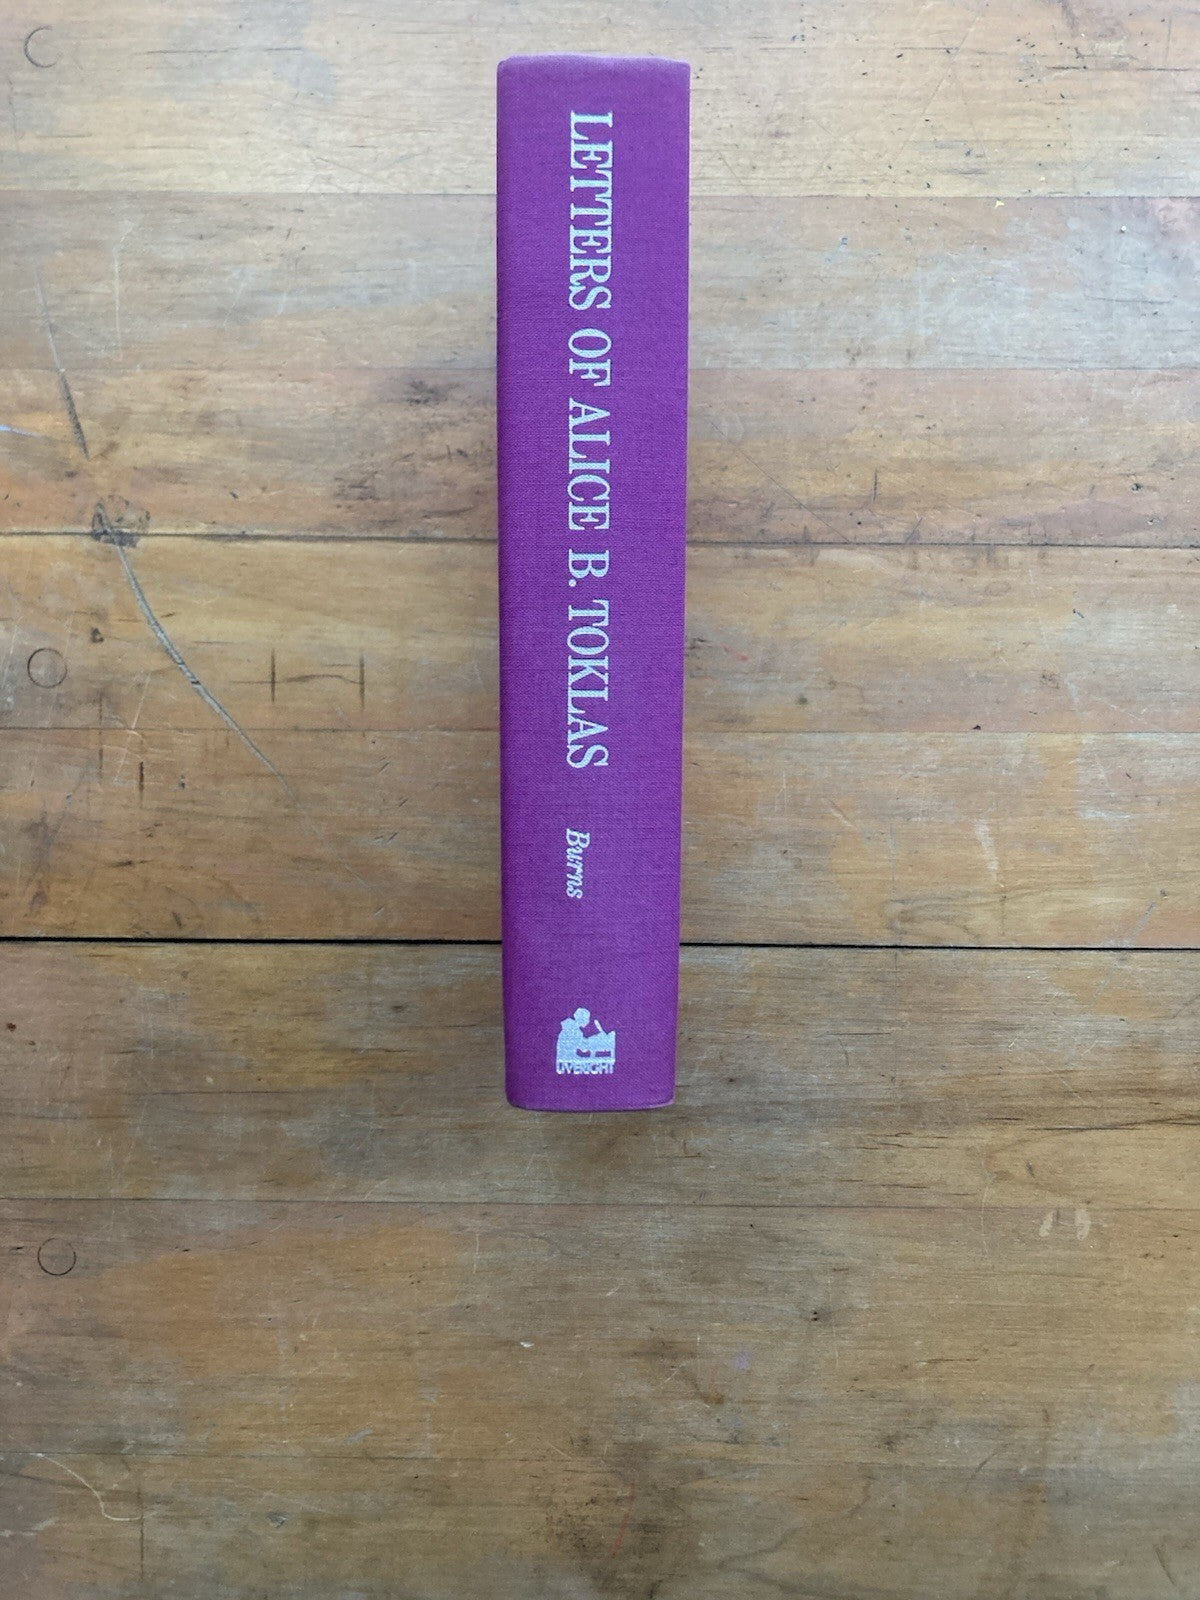 LETTERS OF ALICE B. TOKLAS
Burns
LIVERIGHT